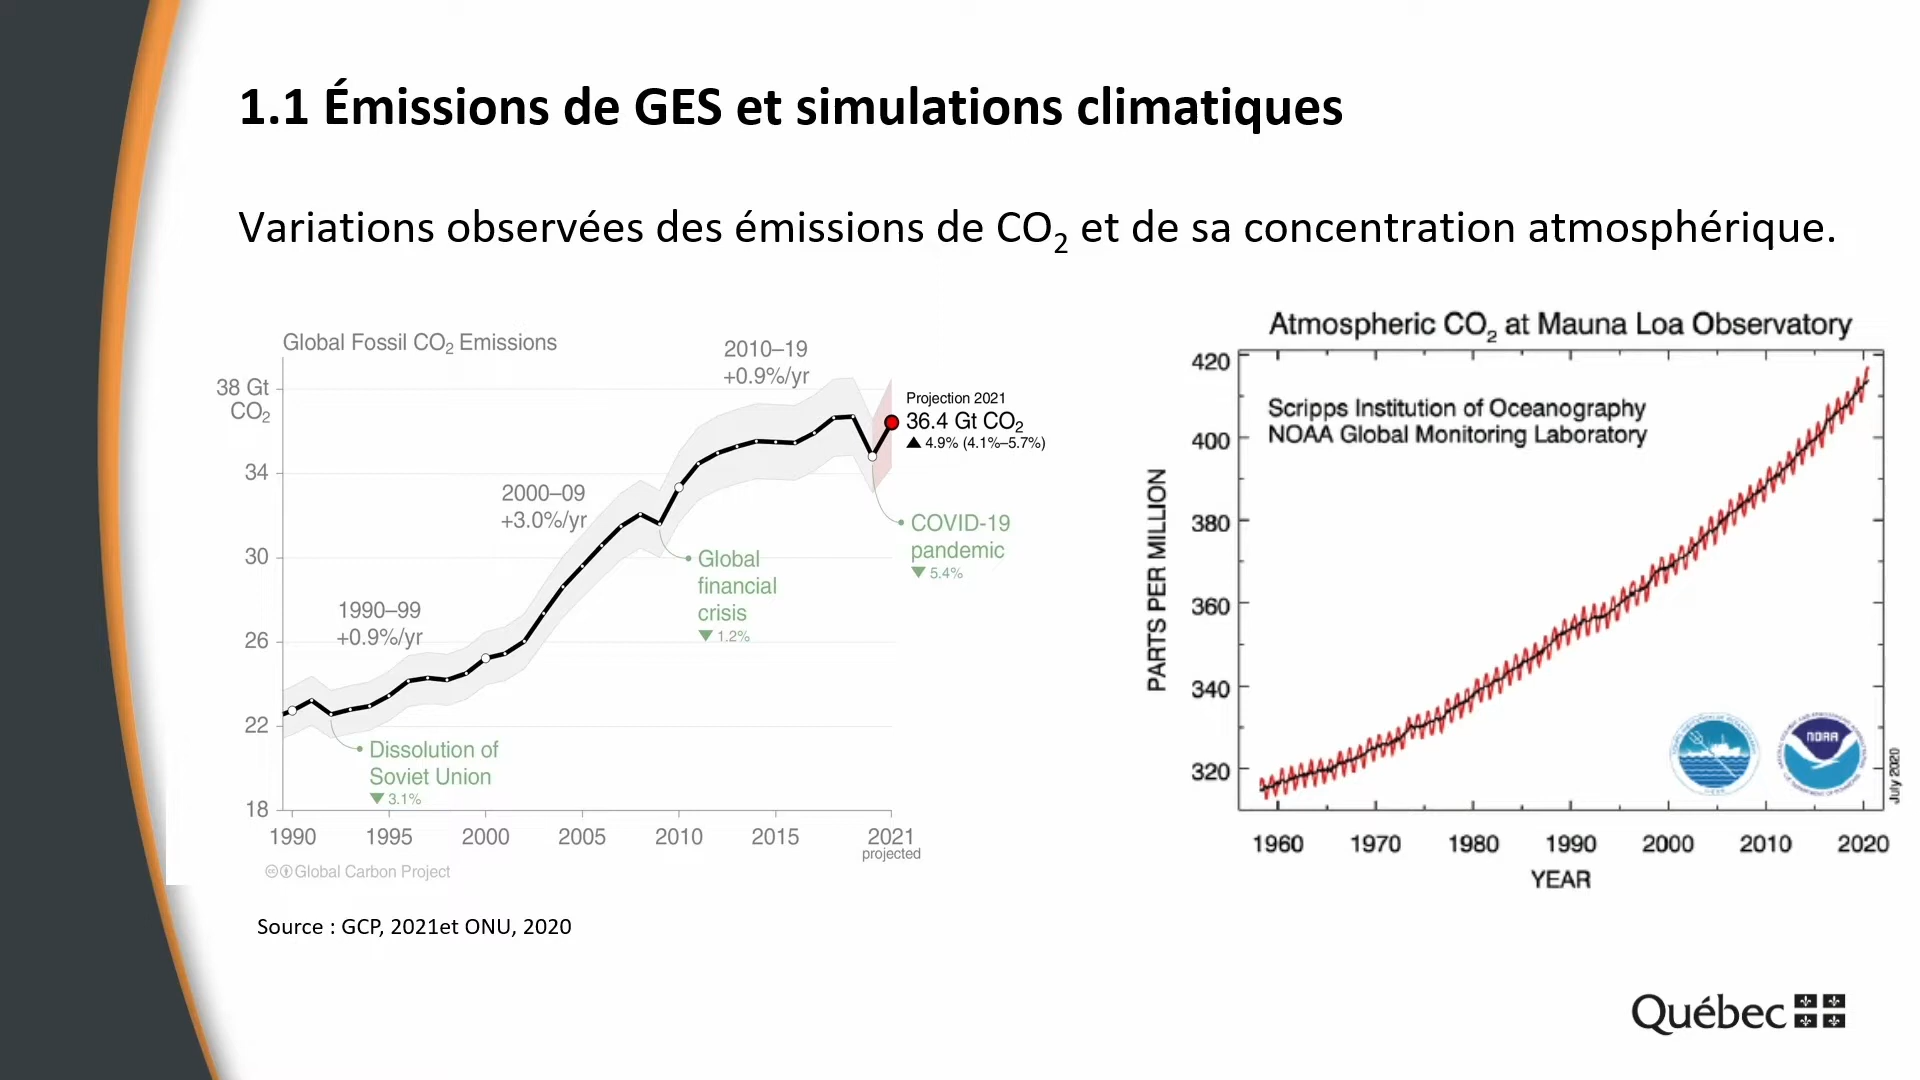 1.1 Émissions de GES et simulations climatiques
Variations observées des émissions de CO2 et de sa concentration atmosphérique.
Global Fossil CO2 Emissions
38 Gt
CO2
34
30
26
22
18
1990–99
+0.9%/yr
2000–09
+3.0%/yr
2010–19
+0.9%/yr
Projection 2021
36.4 Gt CO2
▲ 4.9% (4.1%–5.7%)
COVID-19
pandemic
▼ 5.4%
Global
financial
crisis
▼ 1.2%
Dissolution of
Soviet Union
▼ 3.1%
1990 1995 2000 2005 2010 2015 2021
projected
Global Carbon Project
Source : GCP, 2021et ONU, 2020
Atmospheric CO2 at Mauna Loa Observatory
Scripps Institution of Oceanography
NOAA Global Monitoring Laboratory
PARTS PER MILLION
420
400
380
360
340
320
1960 1970 1980 1990 2000 2010 2020
YEAR
NOAA
July 2020
Québec